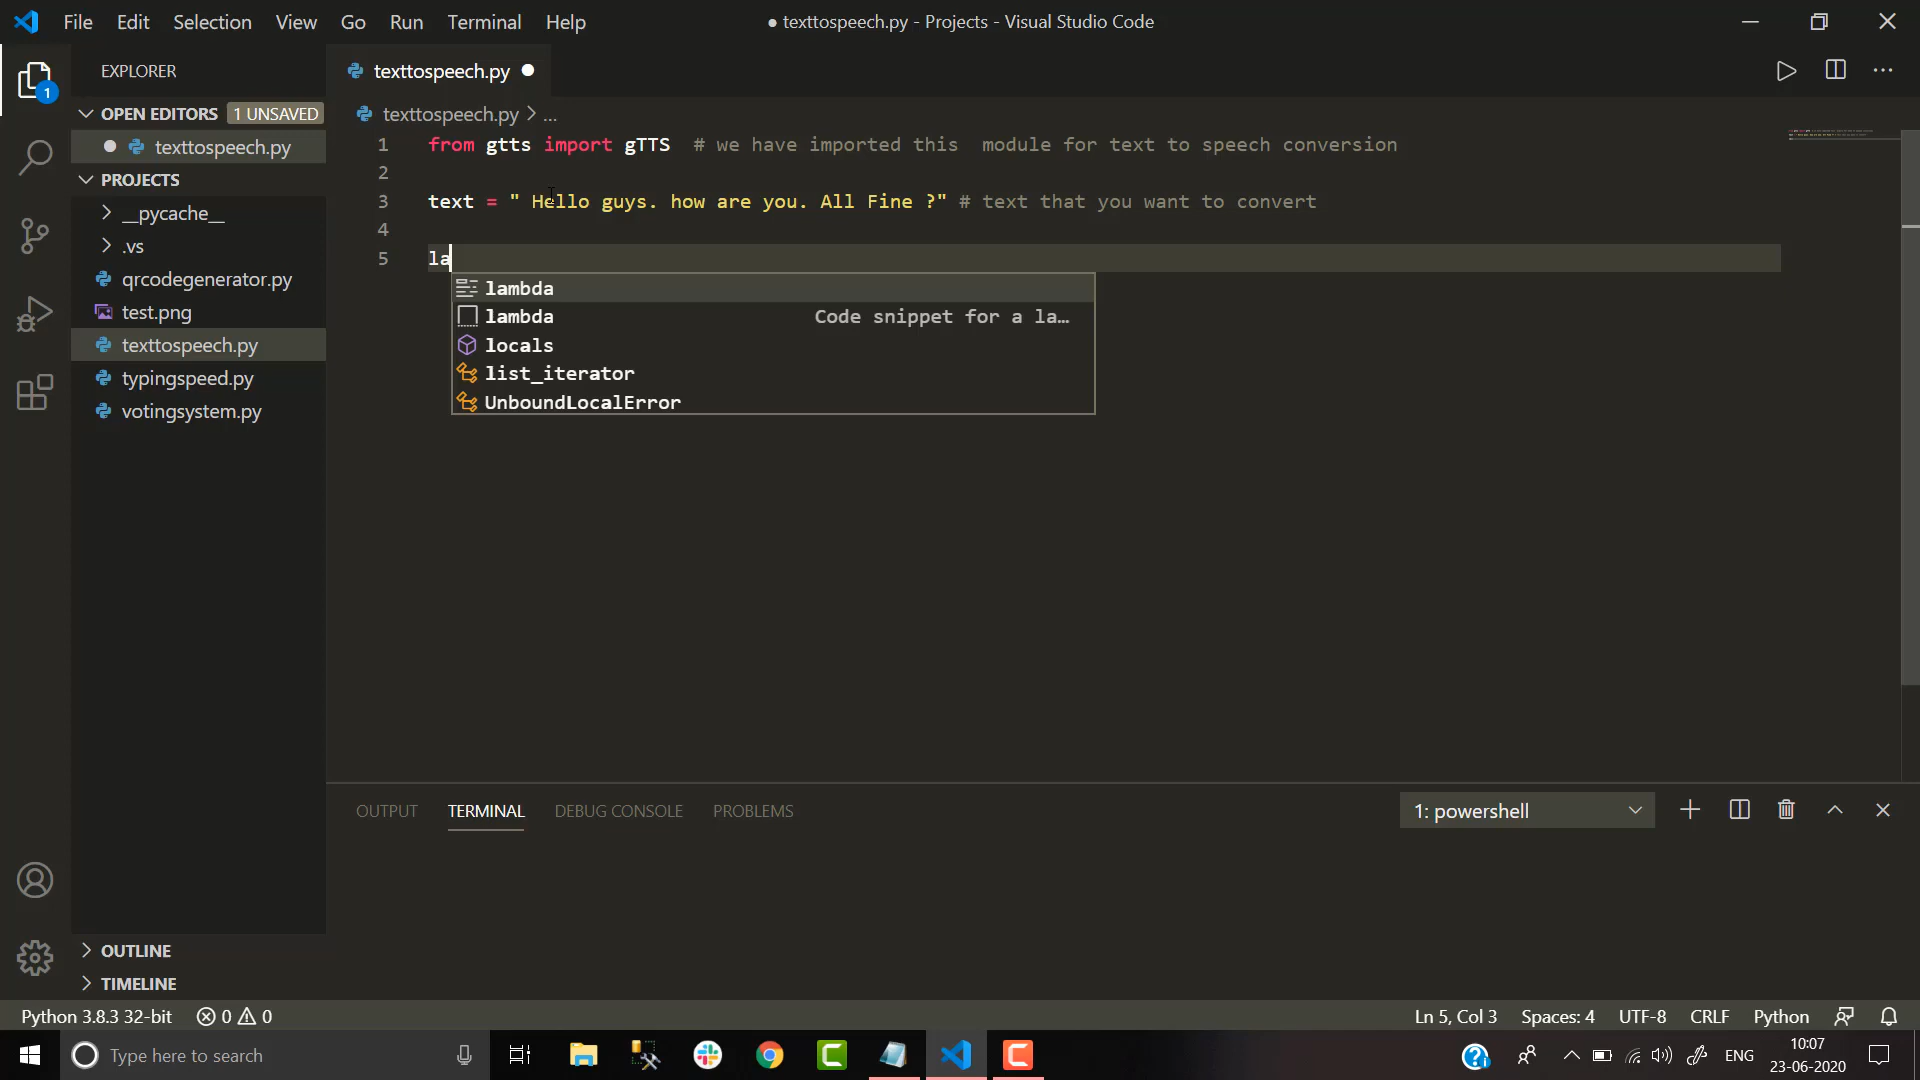 File Edit Selection View Go Run Terminal Help
● texttospeech.py - Projects - Visual Studio Code
EXPLORER
texttospeech.py
1
OPEN EDITORS 1 UNSAVED
texttospeech.py > ...
texttospeech.py
PROJECTS
__pycache__
.vs
qrcodegenerator.py
test.png
texttospeech.py
typingspeed.py
votingsystem.py
OUTLINE
TIMELINE
1 from gtts import gTTS  # we have imported this  module for text to speech conversion
2
3 text = " Hello guys. how are you. All Fine ?" # text that you want to convert
4
5 la
lambda
lambda Code snippet for a la...
locals
list_iterator
UnboundLocalError
OUTPUT TERMINAL DEBUG CONSOLE PROBLEMS 1: powershell
Python 3.8.3 32-bit 0 0 Ln 5, Col 3 Spaces: 4 UTF-8 CRLF Python
Type here to search ENG 10:07
23-06-2020